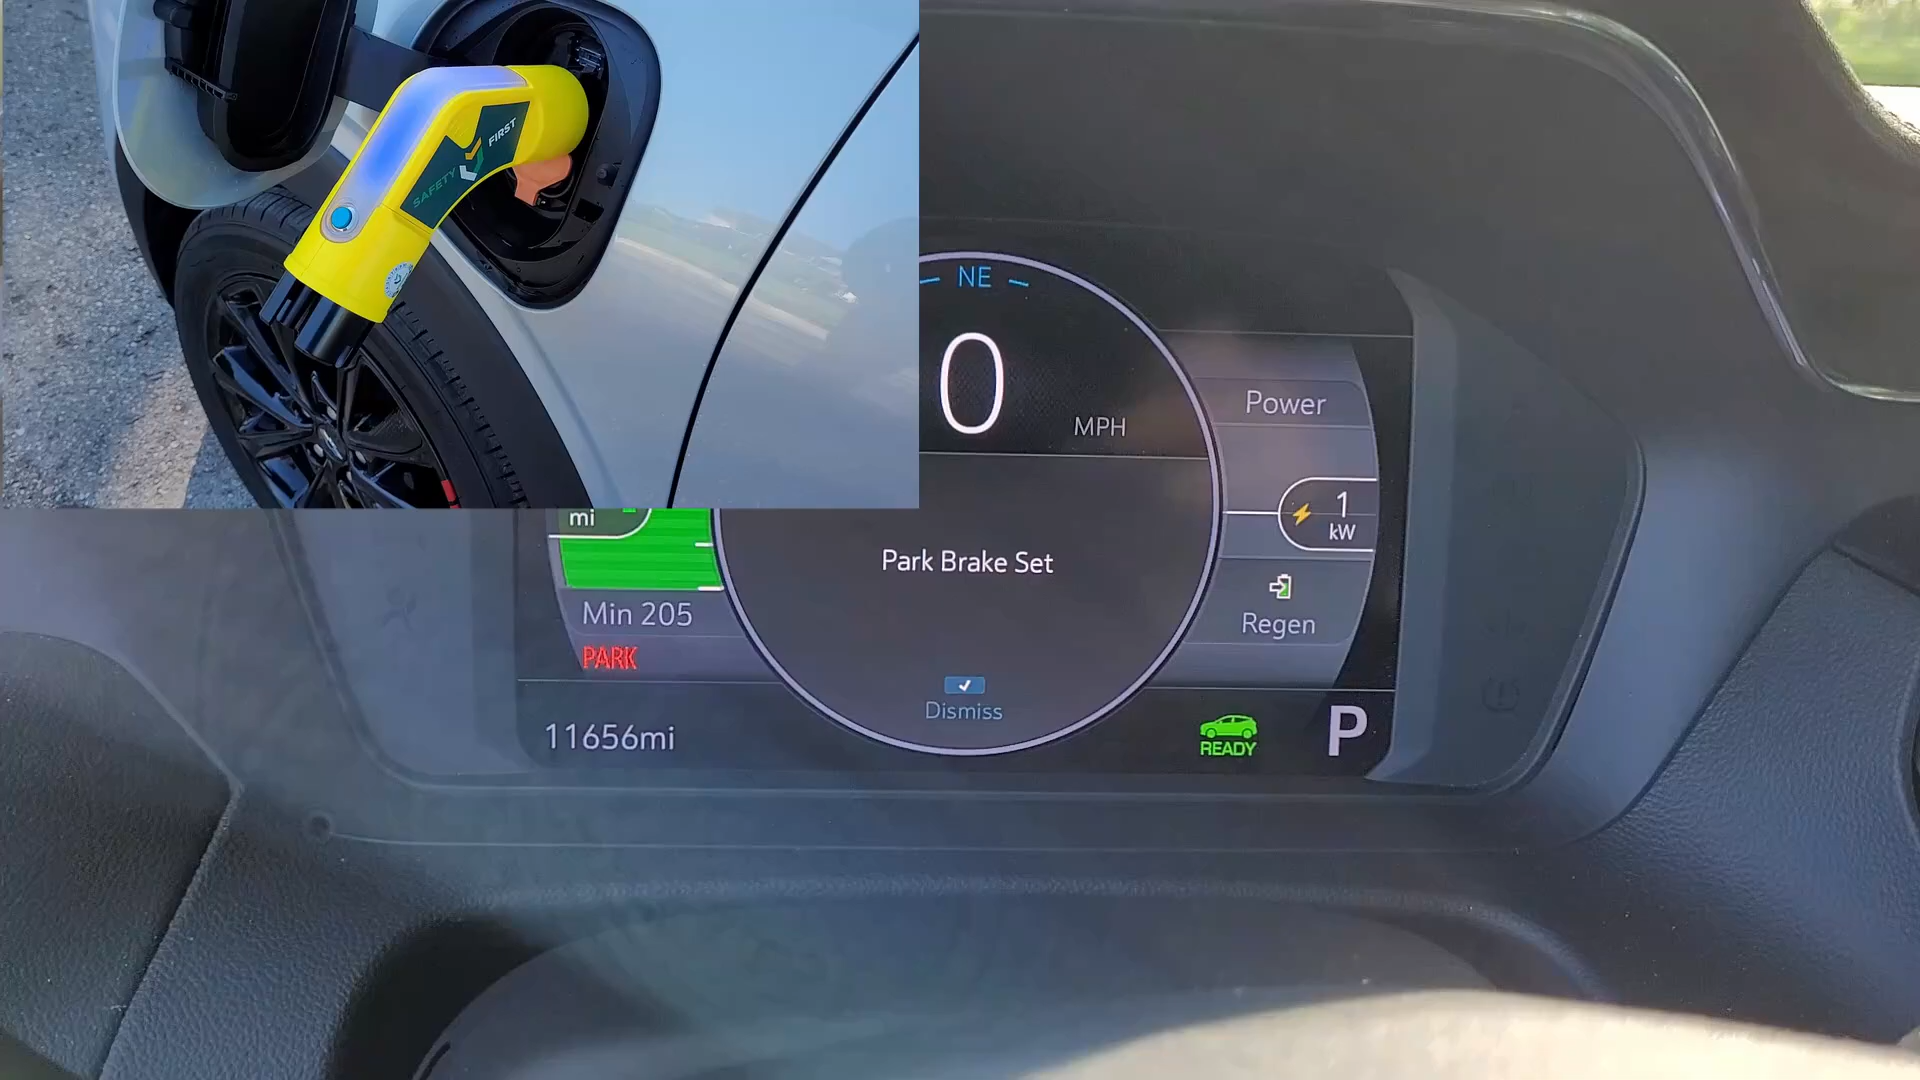 SAFETY FIRST
NE
0
MPH
Power
mi
1
kW
Park Brake Set
Min 205
Regen
PARK
Dismiss
11656mi
READY
P